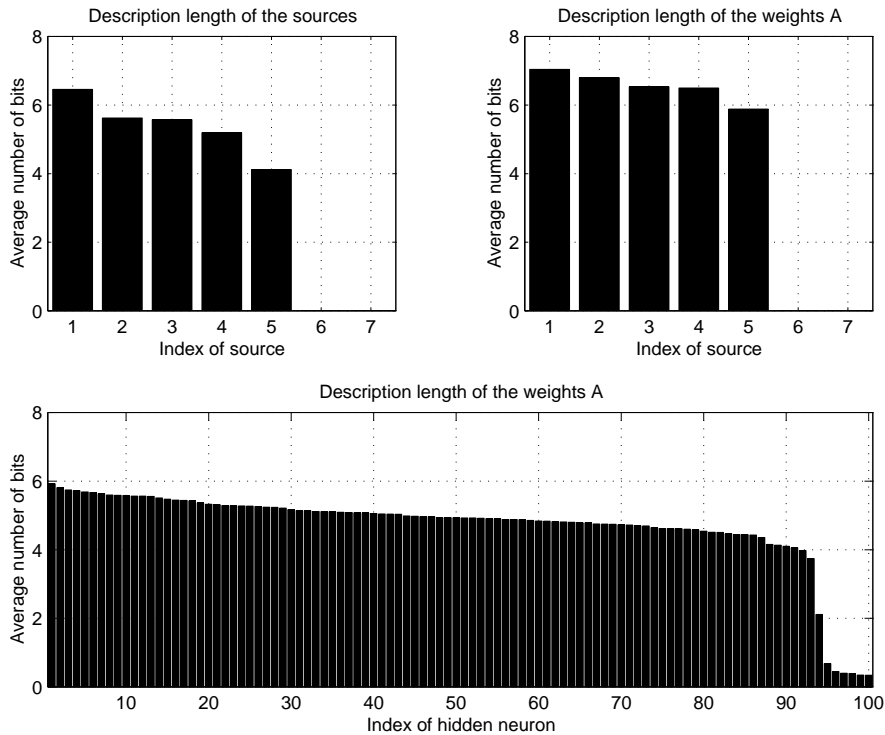 Description length of the sources
8
6
4
2
0
Average number of bits
1 2 3 4 5 6 7
Index of source
Description length of the weights A
8
6
4
2
0
Average number of bits
1 2 3 4 5 6 7
Index of source
Description length of the weights A
8
6
4
2
0
Average number of bits
10 20 30 40 50 60 70 80 90 100
Index of hidden neuron